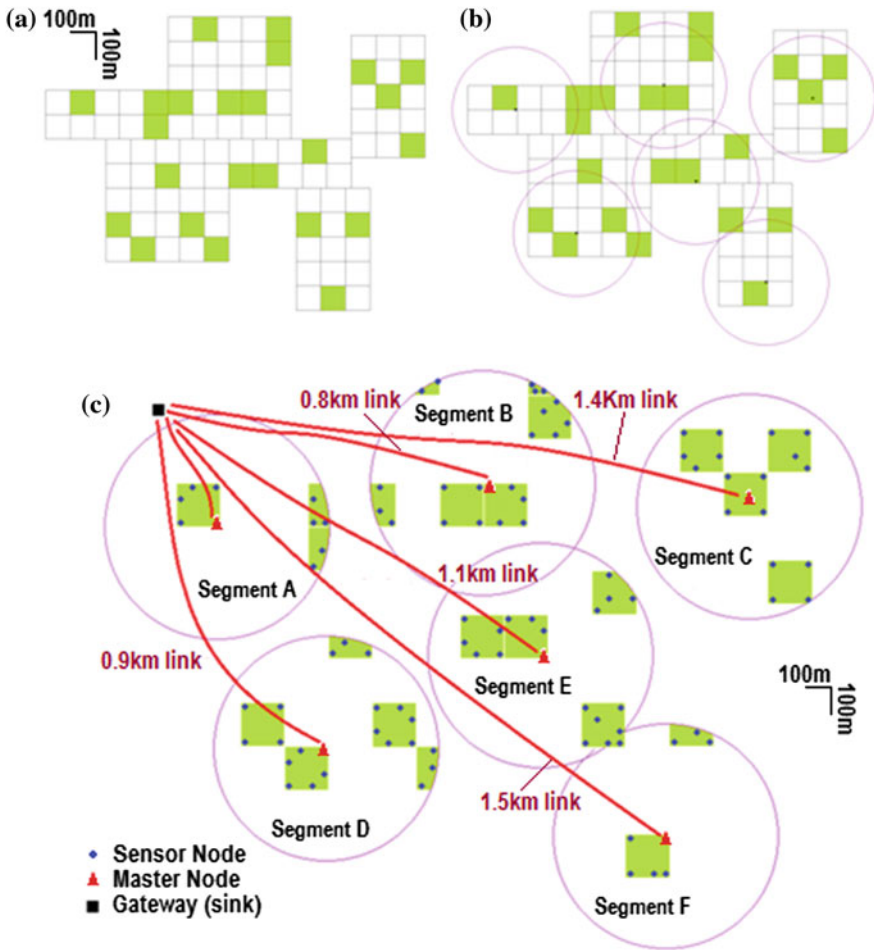 (a)
100m
100m
(b)
(c)
0.8km link
Segment B
1.4Km link
Segment A
1.1km link
Segment C
0.9km link
Segment E
100m
100m
1.5km link
Segment D
Sensor Node
Master Node
Gateway (sink)
Segment F